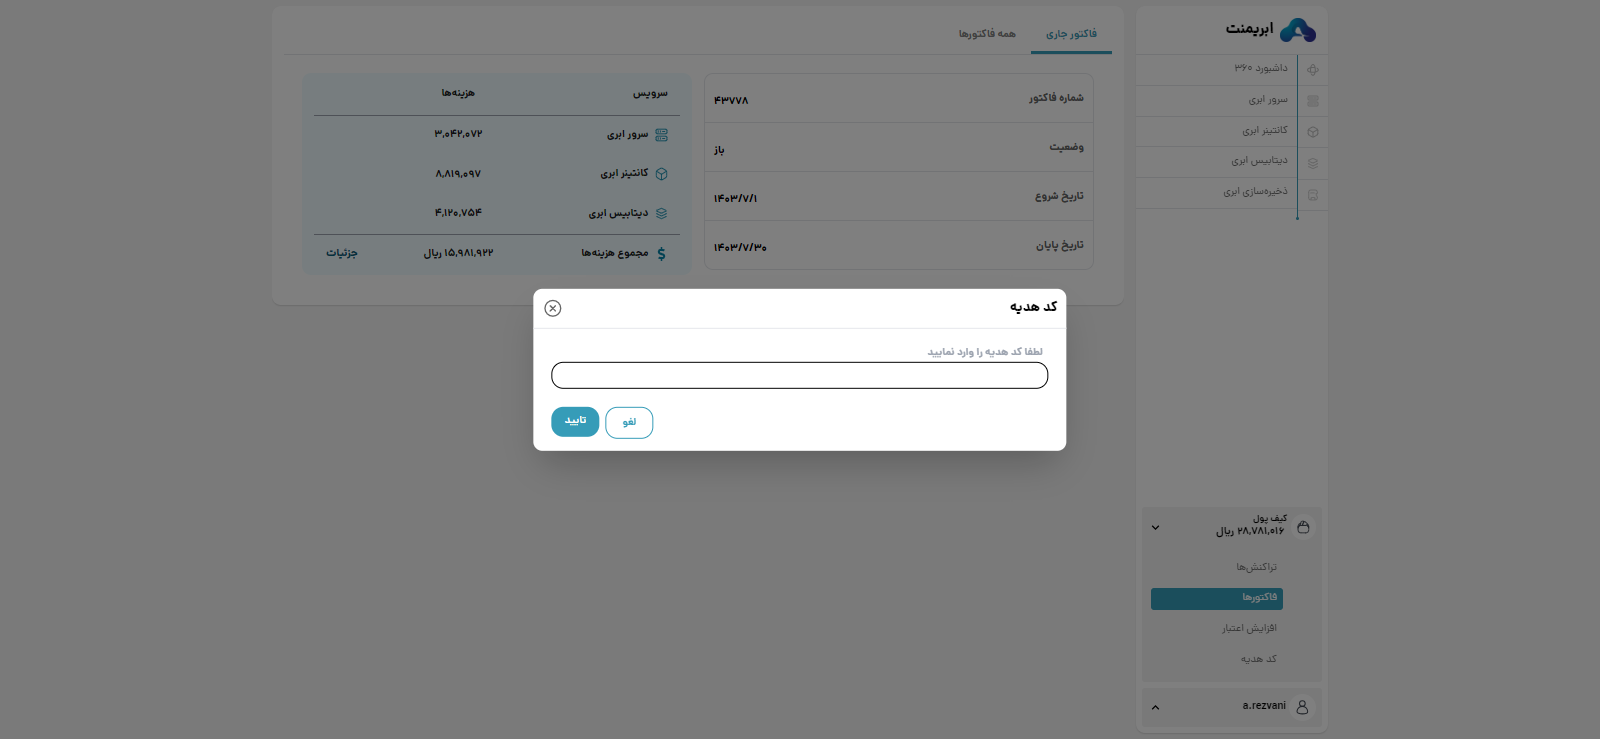 ابریمنت
داشبورد ۳۶۰
سرور ابری
کانتینر ابری
دیتابیس ابری
ذخیره‌سازی ابری
کیف پول
۲۸,۷۸۱,۰۱۶ ریال
تراکنش‌ها
فاکتورها
افزایش اعتبار
کد هدیه
a.rezvani
فاکتور جاری
همه فاکتورها
شماره فاکتور
۴۳۷۷۸
وضعیت
باز
تاریخ شروع
۱۴۰۳/۷/۱
تاریخ پایان
۱۴۰۳/۷/۳۰
سرویس
هزینه‌ها
سرور ابری
۳,۰۴۲,۰۷۲
کانتینر ابری
۸,۸۱۹,۰۹۷
دیتابیس ابری
۴,۱۲۰,۷۵۴
مجموع هزینه‌ها
۱۵,۹۸۱,۹۲۲ ریال
جزئیات
کد هدیه
لطفا کد هدیه را وارد نمایید
لغو
تایید